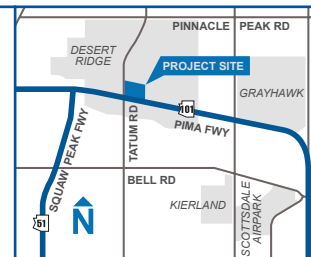 PINNACLE PEAK RD
DESERT
RIDGE
PROJECT SITE
GRAYHAWK
101
PIMA FWY
TATUM RD
SQUAW PEAK FWY
BELL RD
KIERLAND
SCOTTSDALE
AIRPARK
51
N